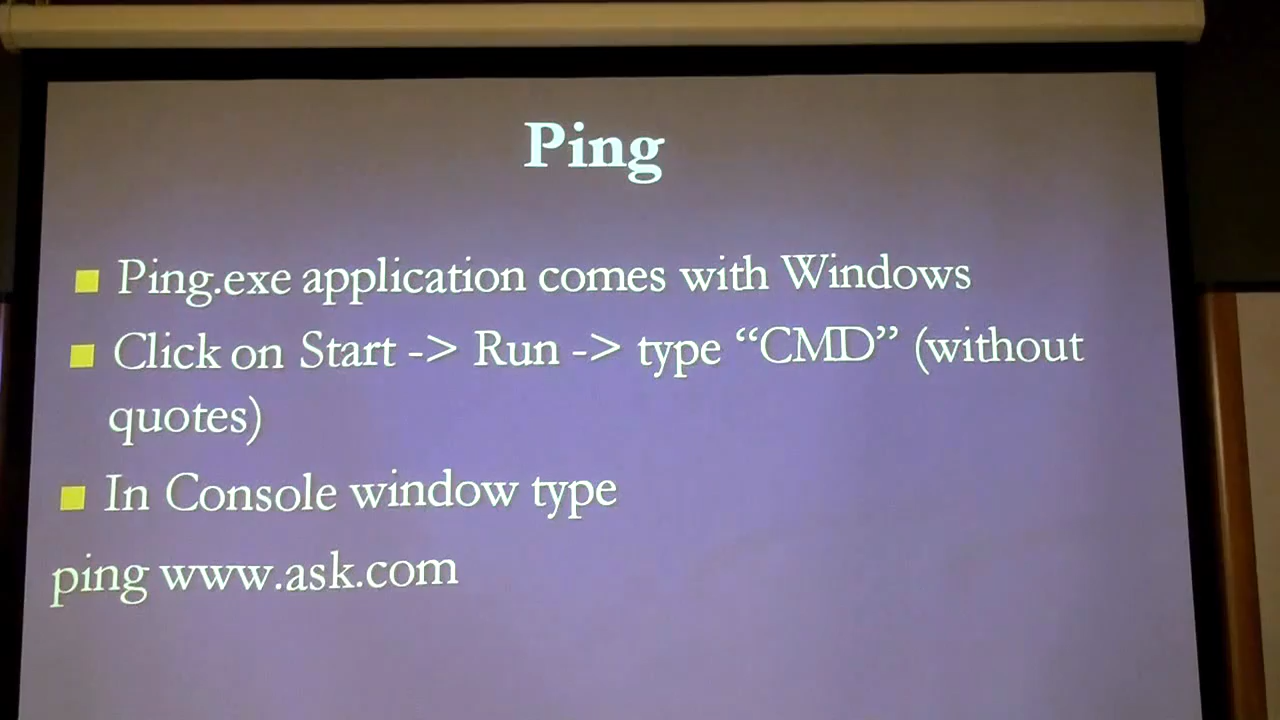 Ping
Ping.exe application comes with Windows
Click on Start -> Run -> type “CMD” (without
quotes)
In Console window type
ping www.ask.com